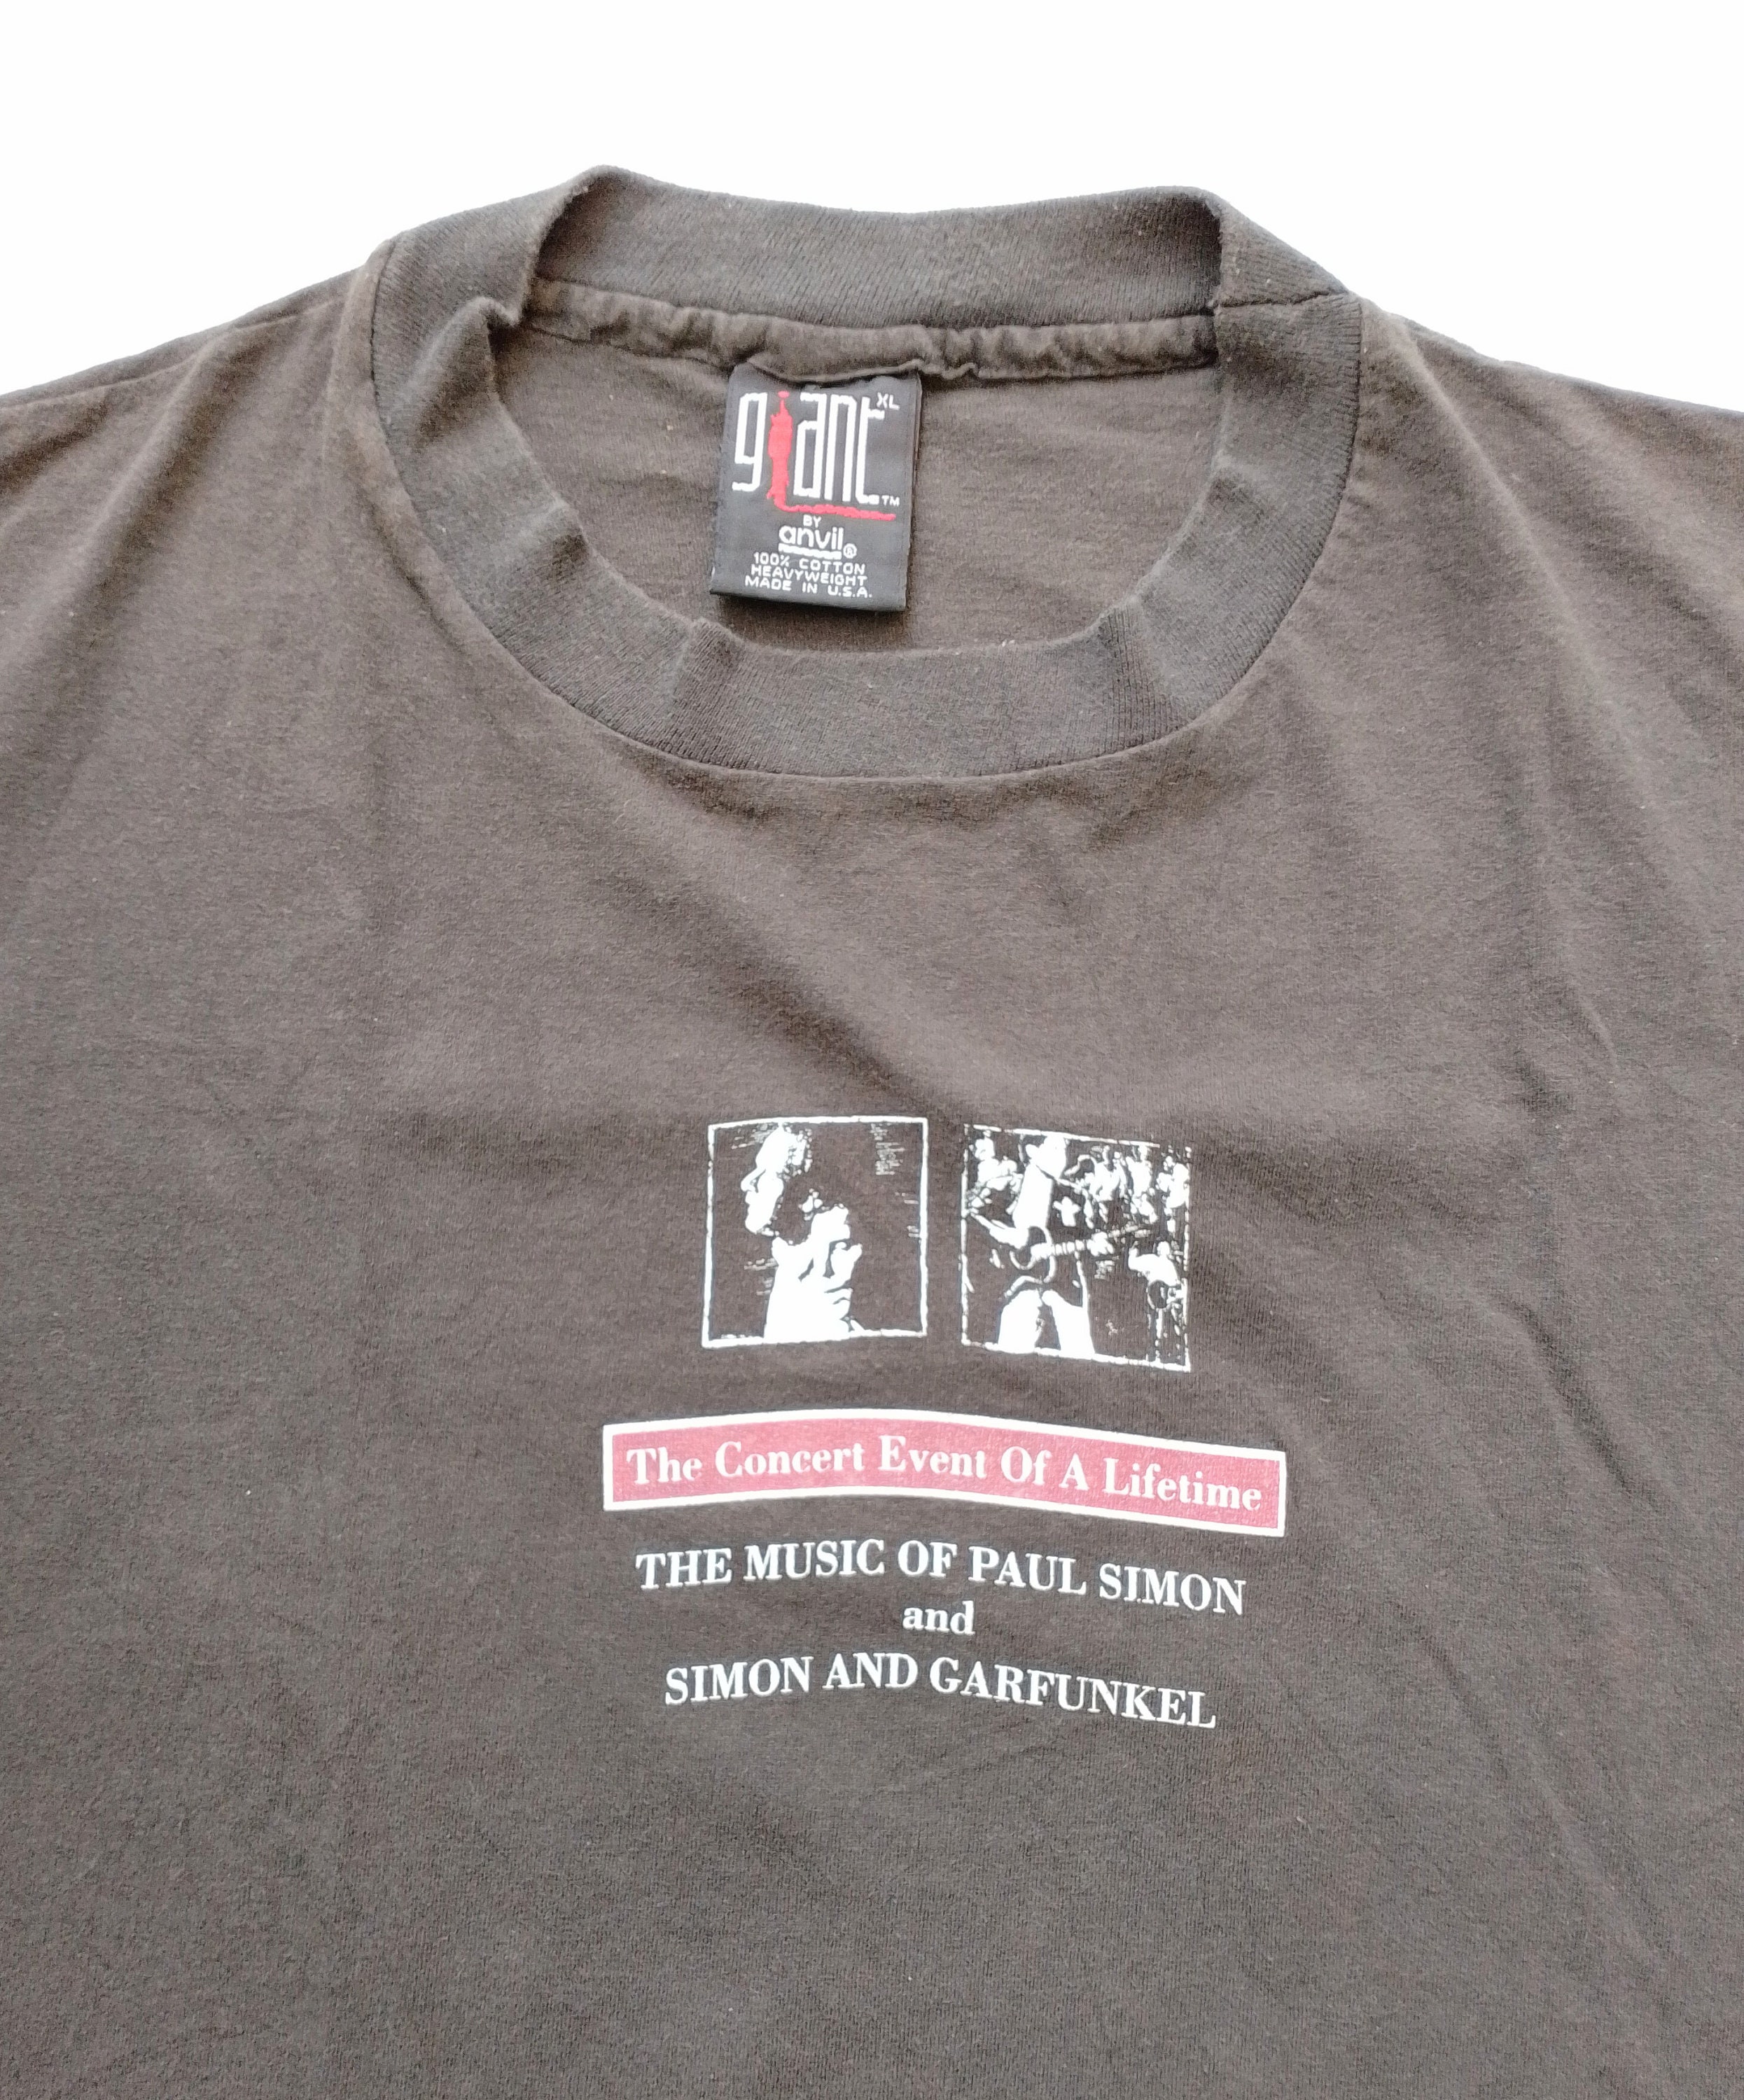 giant XL
TM
BY
anvil®
100% COTTON
HEAVYWEIGHT
MADE IN U.S.A.
The Concert Event Of A Lifetime
THE MUSIC OF PAUL SIMON
and
SIMON AND GARFUNKEL